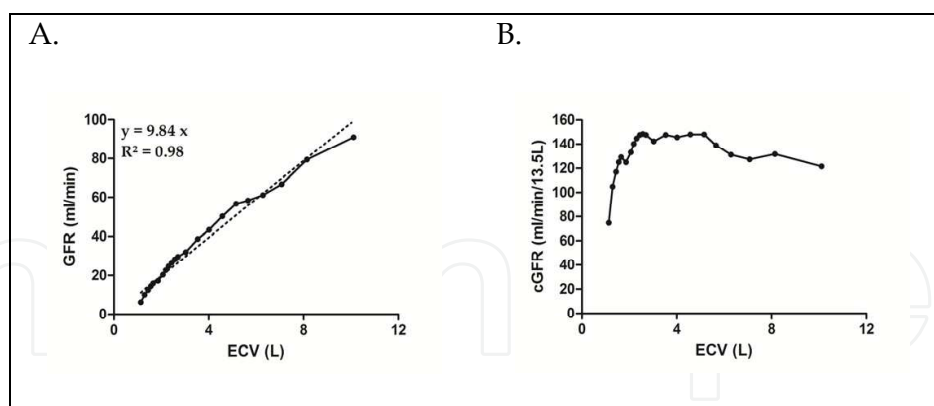 A.
B.
100
80
60
40
20
0
GFR (ml/min)
y = 9.84 x
R² = 0.98
0
4
8
12
ECV (L)
160
140
120
100
80
60
40
20
0
cGFR (ml/min/13.5L)
0
4
8
12
ECV (L)